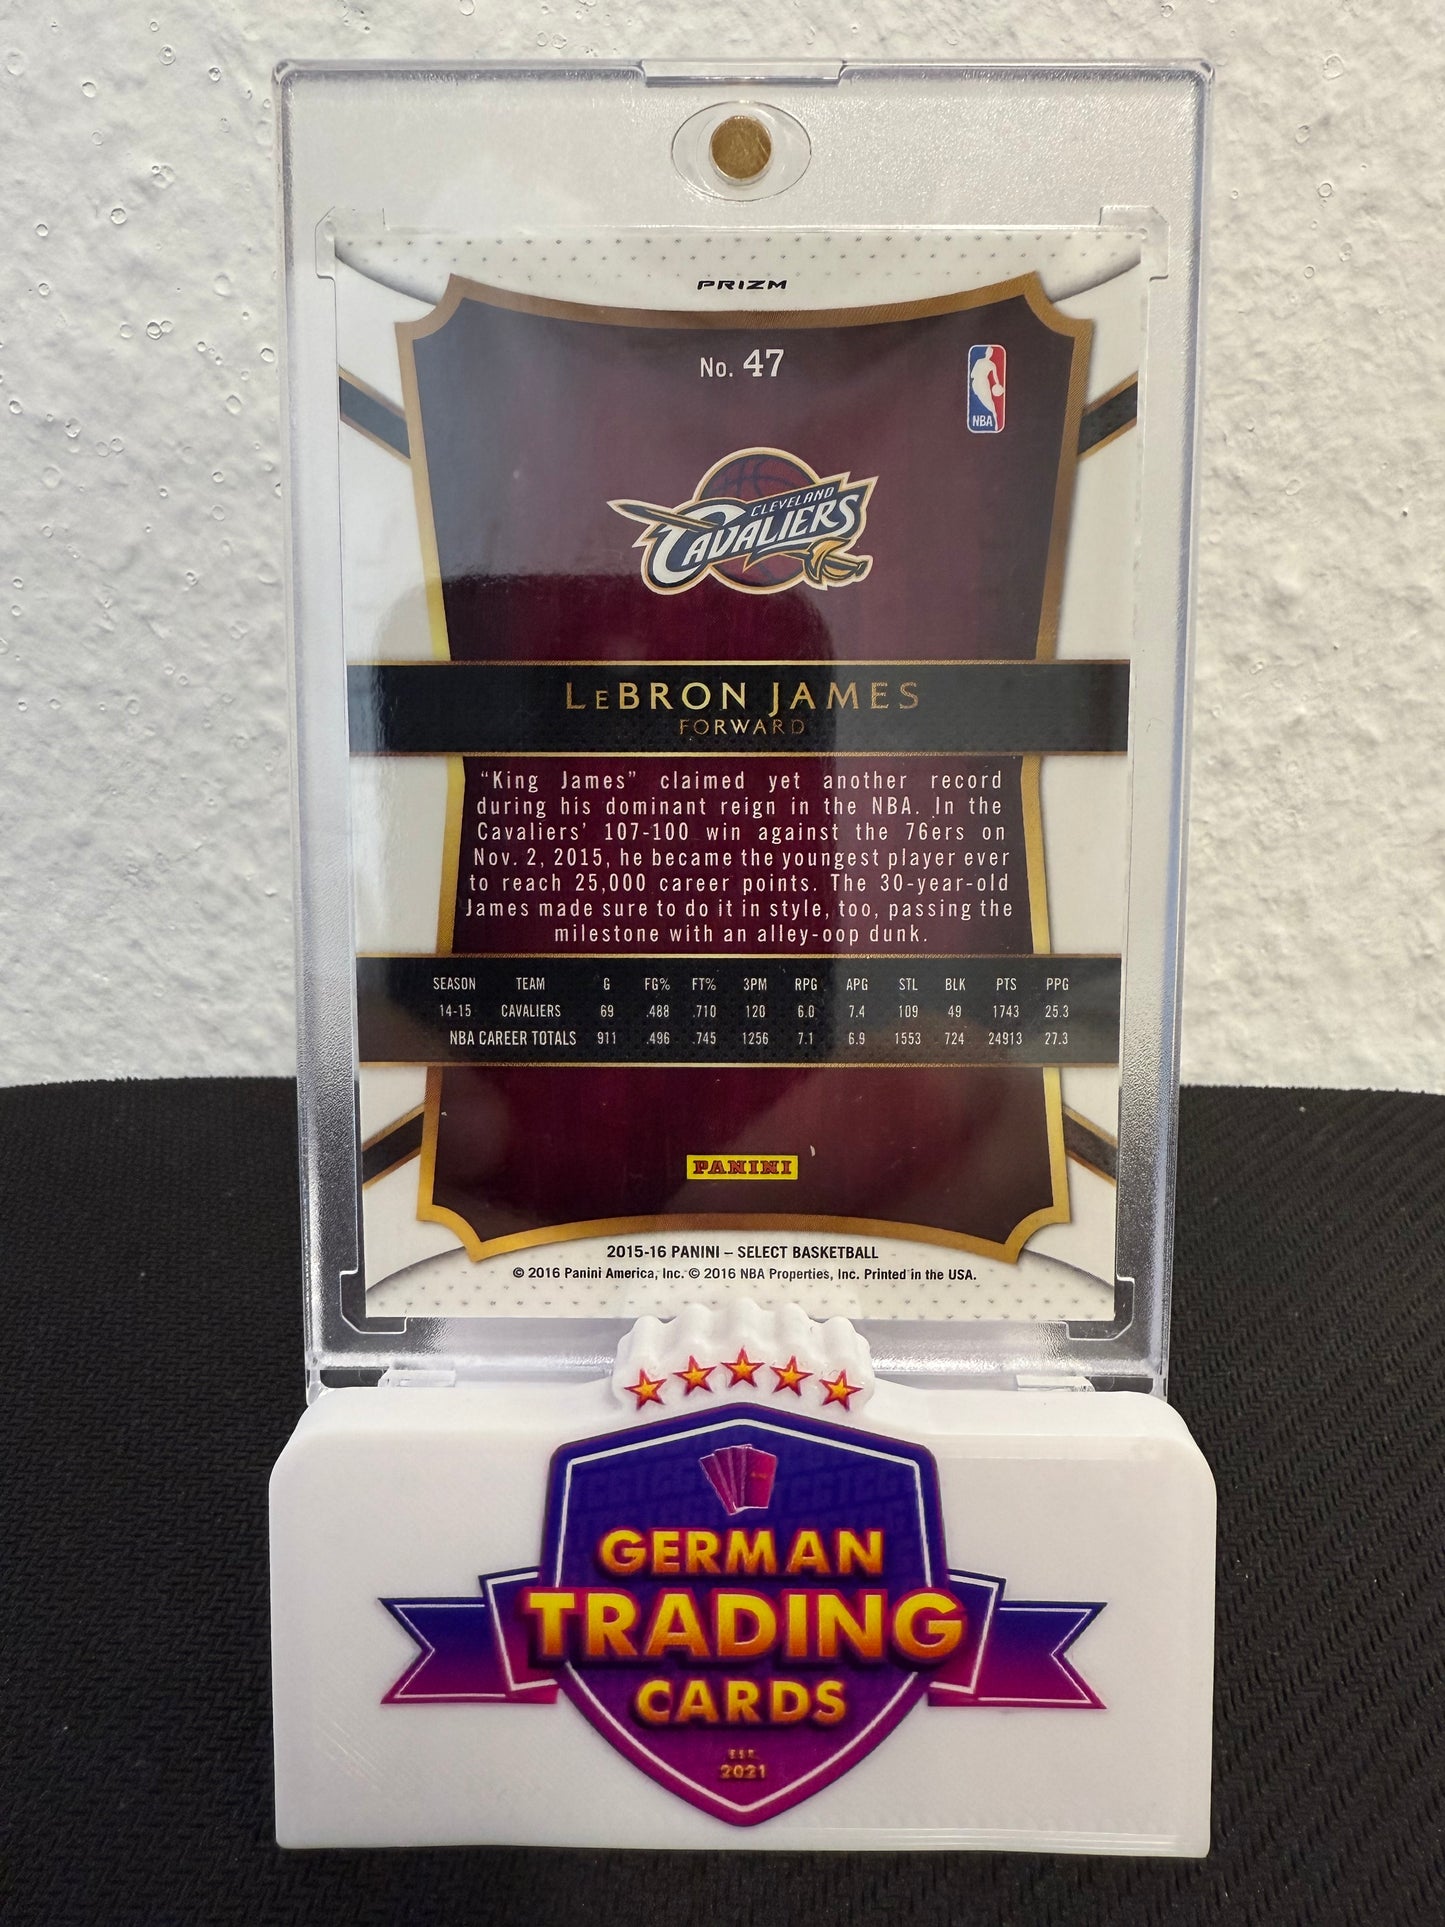 PRIZM
No. 47
NBA
CLEVELAND
CAVALIERS
LeBRON JAMES
FORWARD
"King James" claimed yet another record
during his dominant reign in the NBA. In the
Cavaliers' 107-100 win against the 76ers on
Nov. 2, 2015, he became the youngest player ever
to reach 25,000 career points. The 30-year-old
James made sure to do it in style, too, passing the
milestone with an alley-oop dunk.
SEASON TEAM G FG% FT% 3PM RPG APG STL BLK PTS PPG
14-15 CAVALIERS 69 .488 .710 120 6.0 7.4 109 49 1743 25.3
NBA CAREER TOTALS 911 .496 .745 1256 7.1 6.9 1553 724 24913 27.3
PANINI
2015-16 PANINI – SELECT BASKETBALL
© 2016 Panini America, Inc. © 2016 NBA Properties, Inc. Printed in the USA.
GERMAN
TRADING
CARDS
EST.
2021